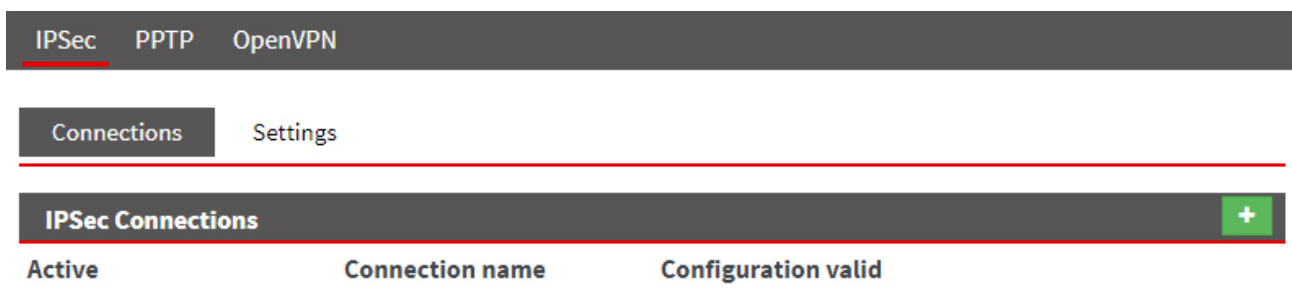 IPSec PPTP OpenVPN
Connections Settings
IPSec Connections +
Active Connection name Configuration valid